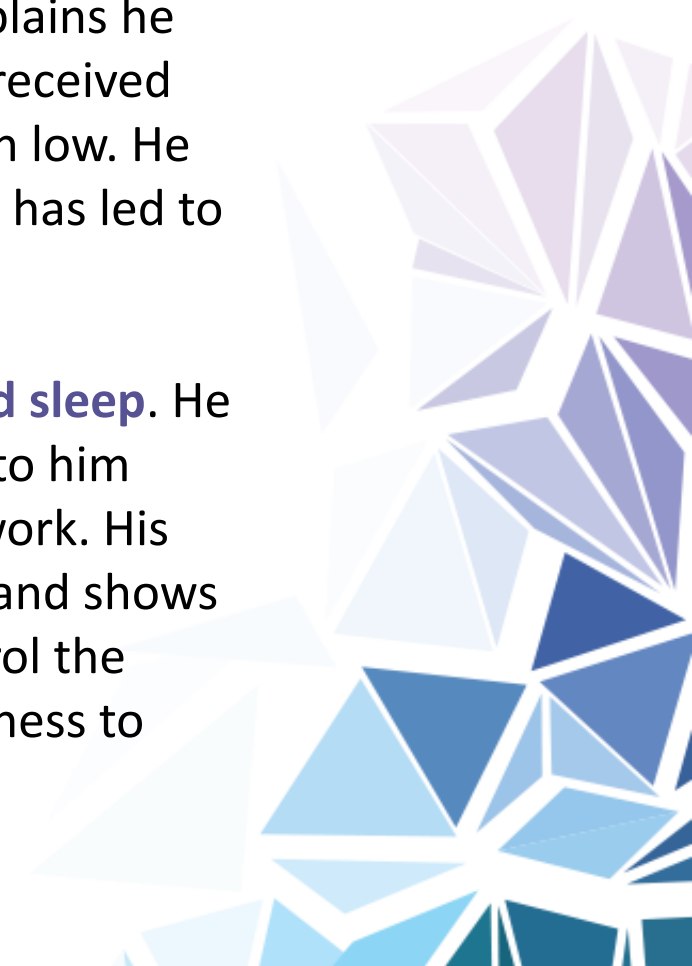 plains he
received
n low. He
has led to
d sleep. He
to him
work. His
and shows
rol the
ness to